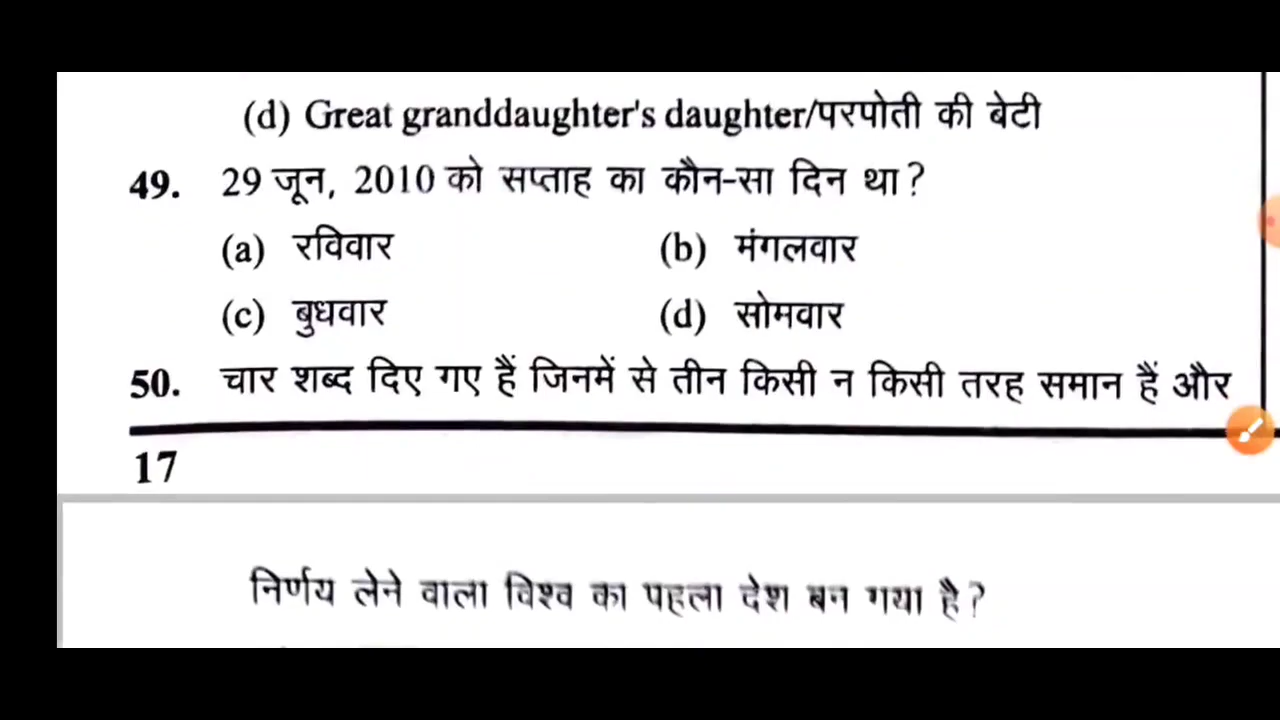 (d) Great granddaughter's daughter/परपोती की बेटी
49. 29 जून, 2010 को सप्ताह का कौन-सा दिन था?
(a) रविवार (b) मंगलवार
(c) बुधवार (d) सोमवार
50. चार शब्द दिए गए हैं जिनमें से तीन किसी न किसी तरह समान हैं और
17
निर्णय लेने वाला विश्व का पहला देश बन गया है?